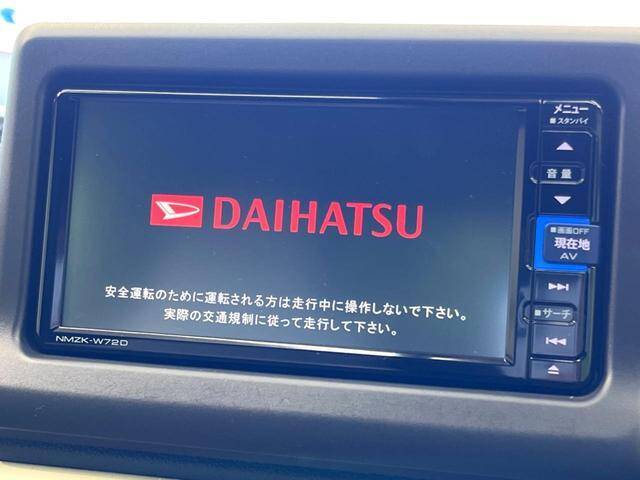 メニュー
■スタンバイ
音量
DAIHATSU
■画面OFF
現在地
AV
安全運転のために運転される方は走行中に操作しないで下さい。
実際の交通規制に従って走行して下さい。
■サーチ
NMZK-W72D